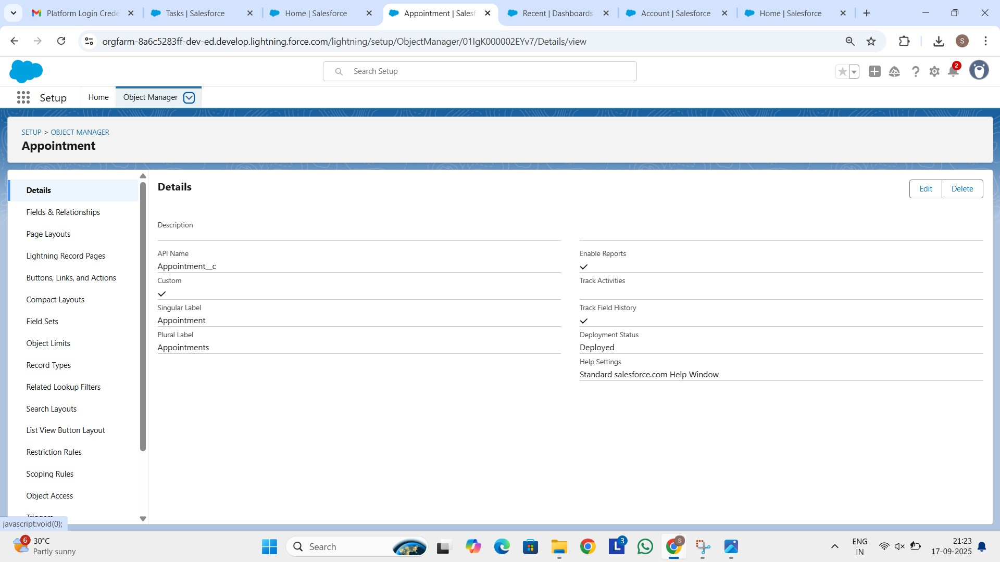 Platform Login Crede
Tasks | Salesforce
Home | Salesforce
Appointment | Salesf
Recent | Dashboards
Account | Salesforce
Home | Salesforce
orgfarm-8a6c5283ff-dev-ed.develop.lightning.force.com/lightning/setup/ObjectManager/01IgK000002EYv7/Details/view
S
Search Setup
2
Setup
Home
Object Manager
SETUP > OBJECT MANAGER
Appointment
Details
Fields & Relationships
Page Layouts
Lightning Record Pages
Buttons, Links, and Actions
Compact Layouts
Field Sets
Object Limits
Record Types
Related Lookup Filters
Search Layouts
List View Button Layout
Restriction Rules
Scoping Rules
Object Access
Triggers
Details
Edit
Delete
Description
API Name
Appointment__c
Custom
Singular Label
Appointment
Plural Label
Appointments
Enable Reports
Track Activities
Track Field History
Deployment Status
Deployed
Help Settings
Standard salesforce.com Help Window
javascript:void(0);
6
30°C
Partly sunny
Search
L
3
S
ENG
IN
21:23
17-09-2025